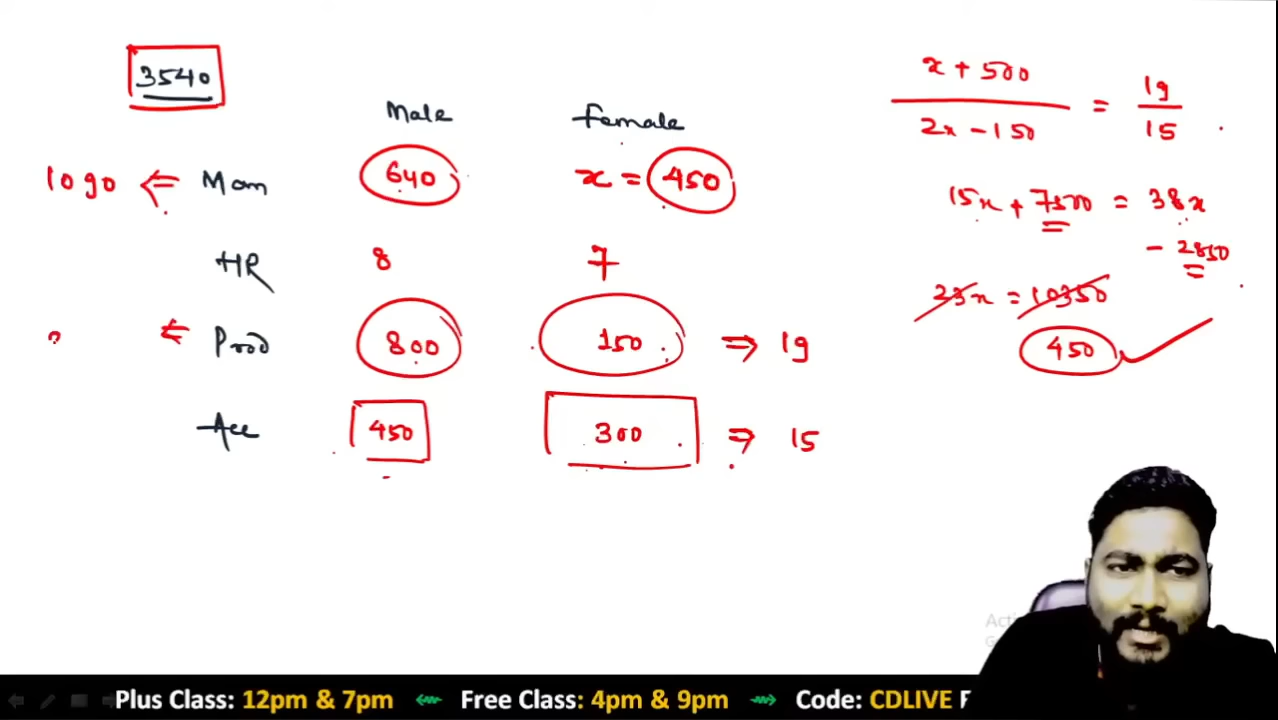 3540
Male Female
1090 ⇐ Man 640 x = 450
HR 8 7
← Prod 800 150 ⇒ 19
Acc 450 300 ⇒ 15
x + 500 / 2x - 150 = 19 / 15
15x + 7500 = 38x
- 2850
23x = 10350
450
Plus Class: 12pm & 7pm Free Class: 4pm & 9pm Code: CDLIVE F